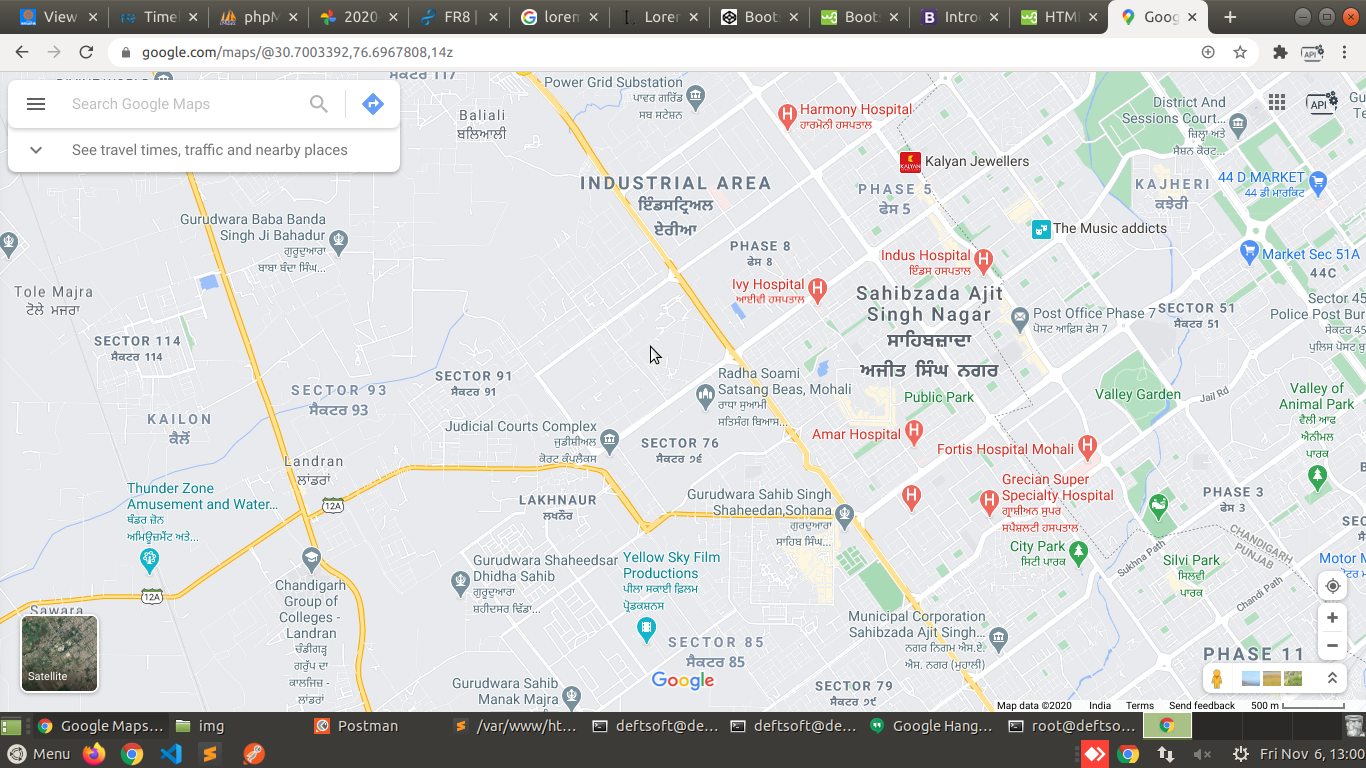 View
Timel
phpM
2020-
FR8 |
lorem
Lorem
Boots
Boots
Intro
HTML
Goog
google.com/maps/@30.7003392,76.6967808,14z
Search Google Maps
See travel times, traffic and nearby places
ਸੈਕਟਰ 117
Baliali
ਬਲਿਆਲੀ
Power Grid Substation
ਪਾਵਰ ਗਰਿੱਡ
ਸਬ ਸਟੇਸ਼ਨ
Harmony Hospital
ਹਾਰਮੋਨੀ ਹਸਪਤਾਲ
District And
Sessions Court...
ਜ਼ਿਲ੍ਹਾ ਅਤੇ
ਸੈਸ਼ਨ ਕੋਰਟ...
API
Kalyan Jewellers
INDUSTRIAL AREA
ਇੰਡਸਟ੍ਰਿਅਲ
ਏਰੀਆ
PHASE 5
ਫੇਸ 5
KAJHERI
ਕਝੇਰੀ
44 D MARKET
44 ਡੀ ਮਾਰਕਿਟ
Gurudwara Baba Banda
Singh Ji Bahadur
ਗੁਰੂਦੁਆਰਾ
ਬਾਬਾ ਬੰਦਾ ਸਿੰਘ...
The Music addicts
PHASE 8
ਫੇਸ 8
Indus Hospital
ਇੰਡਸ ਹਸਪਤਾਲ
Market Sec 51A
44C
Tole Majra
ਟੋਲੇ ਮਜਰਾ
Ivy Hospital
ਆਈਵੀ ਹਸਪਤਾਲ
Sahibzada Ajit
Singh Nagar
ਸਾਹਿਬਜ਼ਾਦਾ
ਅਜੀਤ ਸਿੰਘ ਨਗਰ
Post Office Phase 7
ਪੋਸਟ ਆਫ਼ਿਸ ਫੇਸ 7
SECTOR 51
ਸੈਕਟਰ 51
Sector 45
Police Post Bur
ਸੈਕਟਰ 45
ਪੁਲਿਸ ਪੋਸਟ
SECTOR 114
ਸੈਕਟਰ 114
SECTOR 93
ਸੈਕਟਰ 93
SECTOR 91
ਸੈਕਟਰ 91
Radha Soami
Satsang Beas, Mohali
ਰਾਧਾ ਸੁਆਮੀ
ਸਤਿਸੰਗ ਬਿਆਸ...
Public Park
Valley Garden
Jail Rd
Valley of
Animal Park
ਵੈਲੀ ਆਫ
ਐਨੀਮਲ
ਪਾਰਕ
KAILON
ਕੈਲੋਂ
Judicial Courts Complex
ਜੁਡੀਸ਼ੀਅਲ
ਕੋਰਟ ਕੰਪਲੈਕਸ
SECTOR 76
ਸੈਕਟਰ ੭੬
Amar Hospital
Fortis Hospital Mohali
Landran
ਲਾਂਡਰਾਂ
Thunder Zone
Amusement and Water...
ਥੰਡਰ ਜ਼ੋਨ
ਅਮਿਊਜ਼ਮੈਂਟ ਅਤੇ...
12A
LAKHNAUR
ਲਖਨੌਰ
Gurudwara Sahib Singh
Shaheedan,Sohana
ਗੁਰਦੁਆਰਾ
ਸਾਹਿਬ ਸਿੰਘ...
Grecian Super
Specialty Hospital
ਗ੍ਰਾਸ਼ੀਅਨ ਸੁਪਰ
ਸਪੈਸ਼ਲਟੀ ਹਸਪਤਾਲ
PHASE 3
ਫੇਸ 3
CHANDIGARH
PUNJAB
City Park
ਸਿਟੀ ਪਾਰਕ
Sukhna Path
Silvi Park
ਸਿਲਵੀ
ਪਾਰਕ
Chandi Path
Motor M
Chandigarh
Group of
Colleges -
Landran
ਚੰਡੀਗੜ੍ਹ
ਗਰੁੱਪ ਦਾ
ਕਾਲਜਿ -
ਲਾਂਡਰਾਂ
Gurudwara Shaheedsar
Dhidha Sahib
ਗੁਰੂਦੁਆਰਾ
ਸ਼ਹੀਦਸਰ ਢਿੰਡਾ...
Yellow Sky Film
Productions
ਪੀਲਾ ਸਕਾਈ ਫ਼ਿਲਮ
ਪ੍ਰੋਡਕਸ਼ਨਸ
12A
Sawara
Municipal Corporation
Sahibzada Ajit Singh...
ਨਗਰ ਨਿਗਮ ਐਸ.ਏ.
ਐਸ. ਨਗਰ (ਮੁਹਾਲੀ)
SECTOR 85
ਸੈਕਟਰ 85
PHASE 11
Satellite
Google
Gurudwara Sahib
Manak Majra
SECTOR 79
ਸੈਕਟਰ ੭੯
Map data ©2020 India Terms Send feedback 500 m
Google Maps...
img
Postman
/var/www/ht...
deftsoft@de...
deftsoft@de...
Google Hang...
root@deftso...
Menu
Fri Nov 6, 13:00